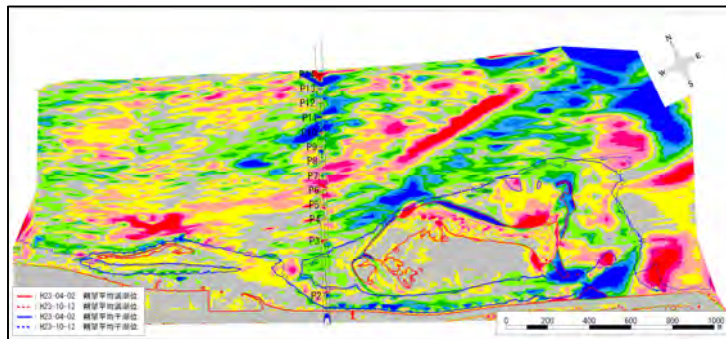 N
E
W
S
P13
P12
P11
P9
P8
P7
P6
P5
P4
P3
P2
1
：H23-04-02 朔望平均満潮位
：H23-10-12 朔望平均満潮位
：H23-04-02 朔望平均干潮位
：H23-10-12 朔望平均干潮位
0 200 400 600 800 1000